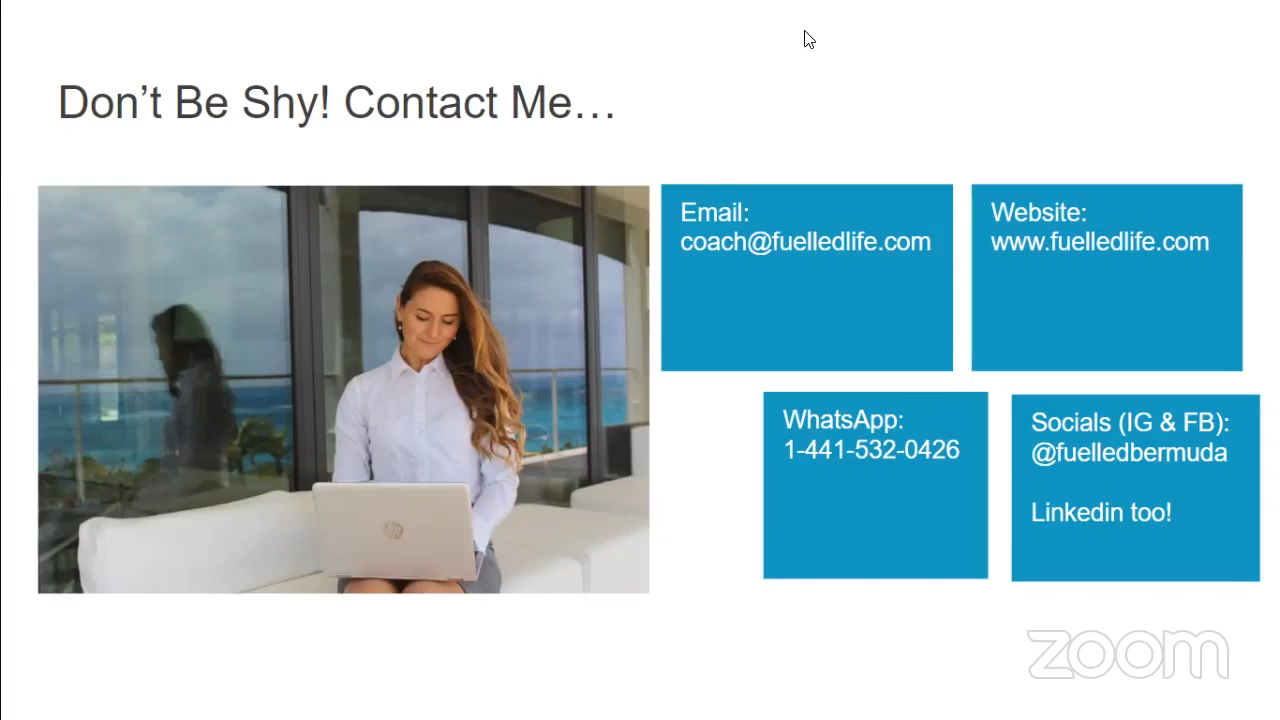 Don’t Be Shy! Contact Me…
Email:
coach@fuelledlife.com
Website:
www.fuelledlife.com
WhatsApp:
1-441-532-0426
Socials (IG & FB):
@fuelledbermuda
Linkedin too!
hp
zoom